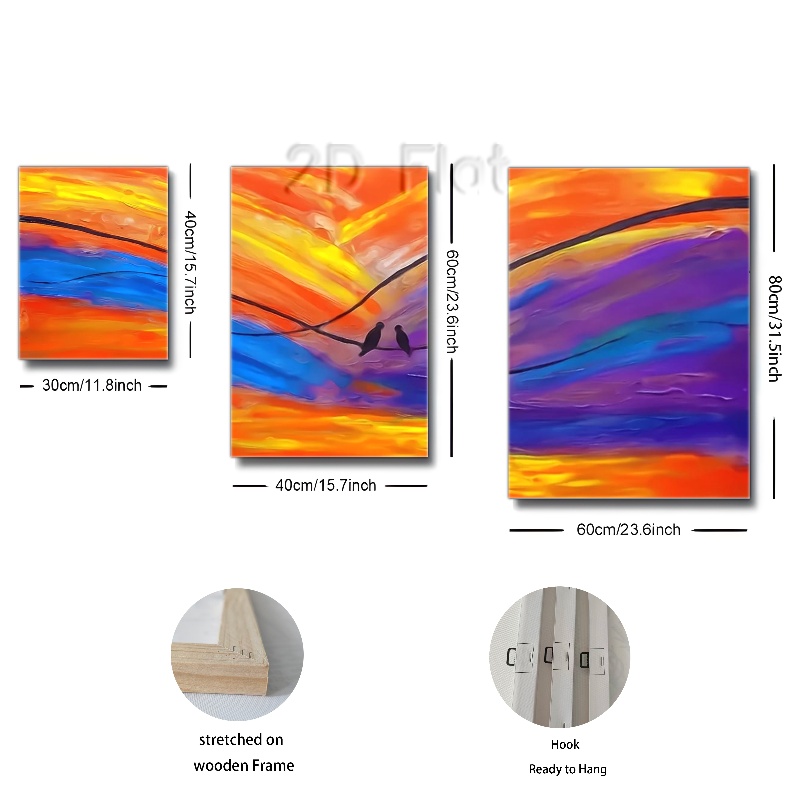 2D Flat
40cm/15.7inch
30cm/11.8inch
60cm/23.6inch
40cm/15.7inch
80cm/31.5inch
60cm/23.6inch
stretched on
wooden Frame
Hook
Ready to Hang